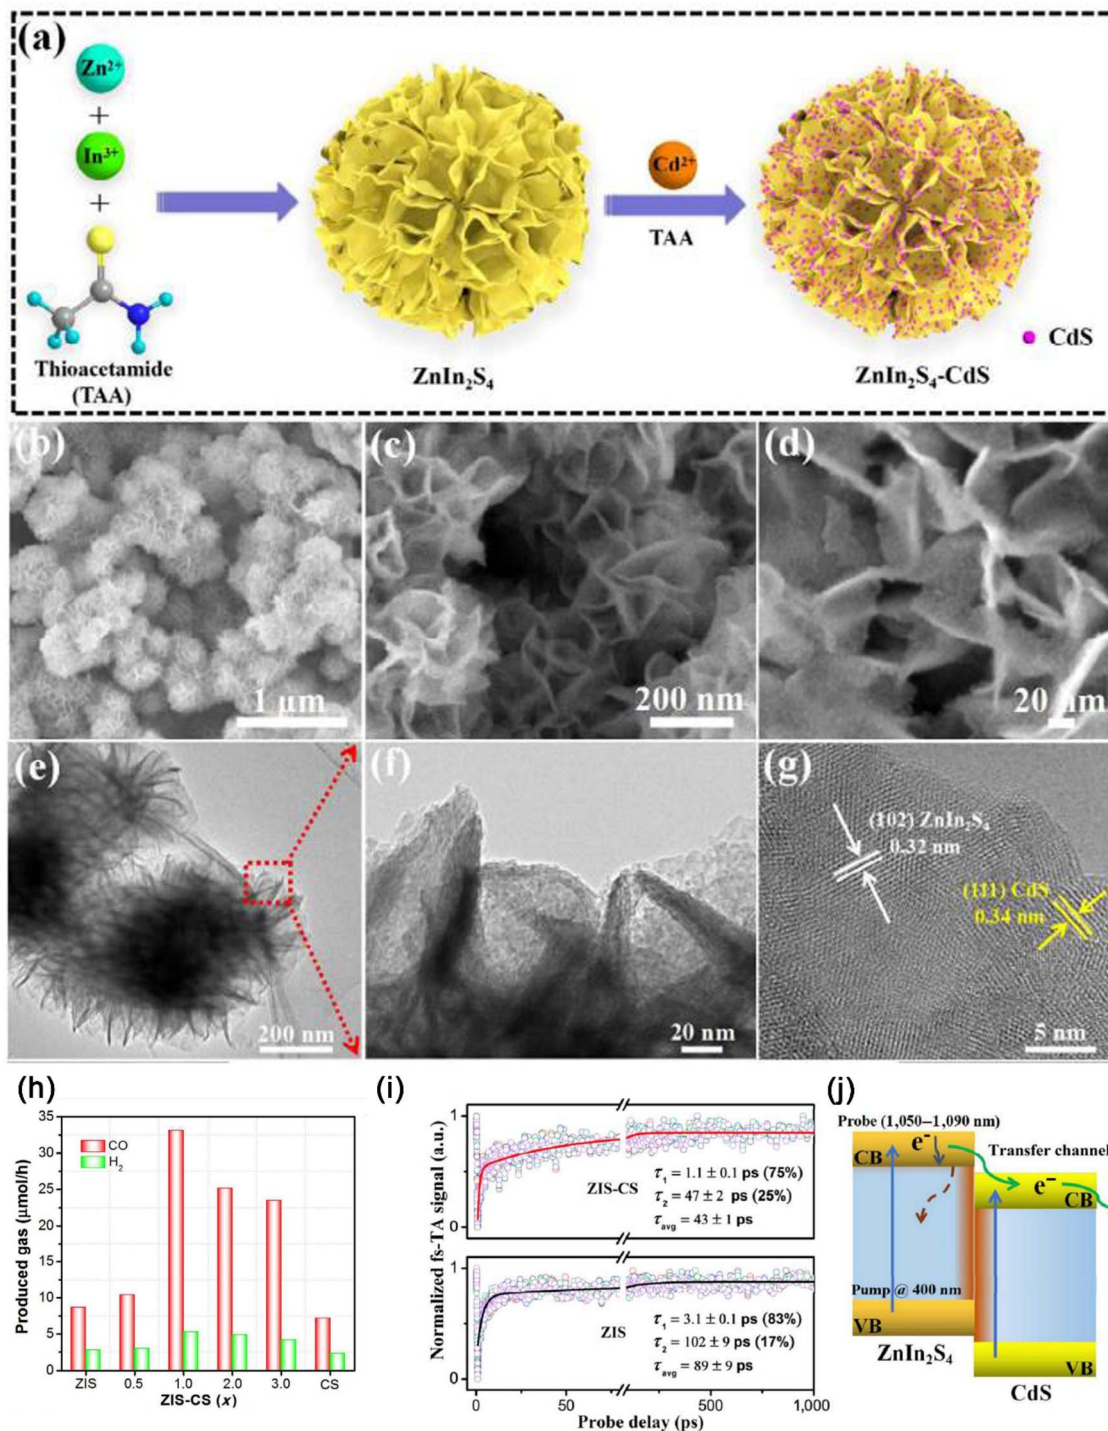 (a)
Zn²⁺
+
In³⁺
+
Thioacetamide
(TAA)
ZnIn₂S₄
Cd²⁺
TAA
ZnIn₂S₄-CdS
CdS
(b)
1 μm
(c)
200 nm
(d)
20 nm
(e)
200 nm
(f)
20 nm
(g)
(102) ZnIn₂S₄
0.32 nm
(111) CdS
0.34 nm
5 nm
(h)
Produced gas (μmol/h)
35
30
25
20
15
10
5
0
CO
H₂
ZIS 0.5 1.0 2.0 3.0 CS
ZIS-CS (x)
(i)
Normalized fs-TA signal (a.u.)
1
0
ZIS-CS
τ₁ = 1.1 ± 0.1 ps (75%)
τ₂ = 47 ± 2 ps (25%)
τavg = 43 ± 1 ps
1
0
ZIS
τ₁ = 3.1 ± 0.1 ps (83%)
τ₂ = 102 ± 9 ps (17%)
τavg = 89 ± 9 ps
0 50 500 1,000
Probe delay (ps)
(j)
Probe (1,050–1,090 nm)
CB e⁻
Transfer channel
e⁻ CB
Pump @ 400 nm
VB
ZnIn₂S₄
VB
CdS